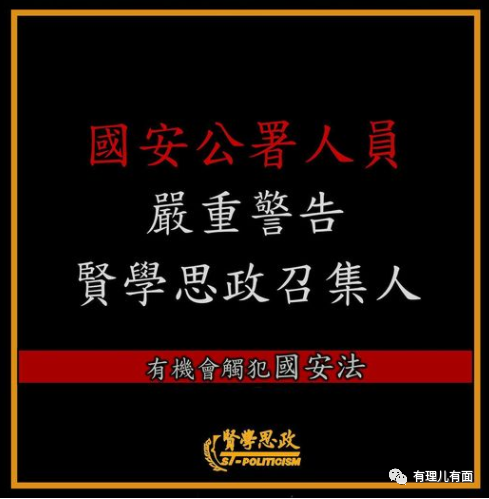 國安公署人員
嚴重警告
賢學思政召集人
有機會觸犯國安法
賢學思政
ST-POLITICISM
有理儿有面